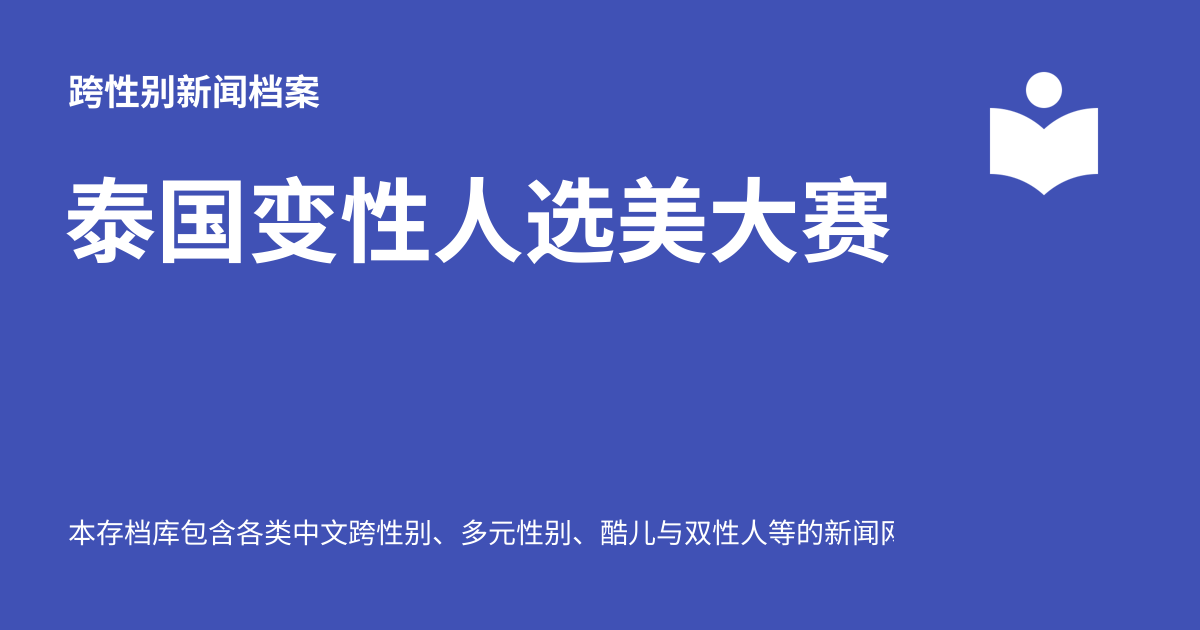 跨性别新闻档案
泰国变性人选美大赛
本存档库包含各类中文跨性别、多元性别、酷儿与双性人等的新闻